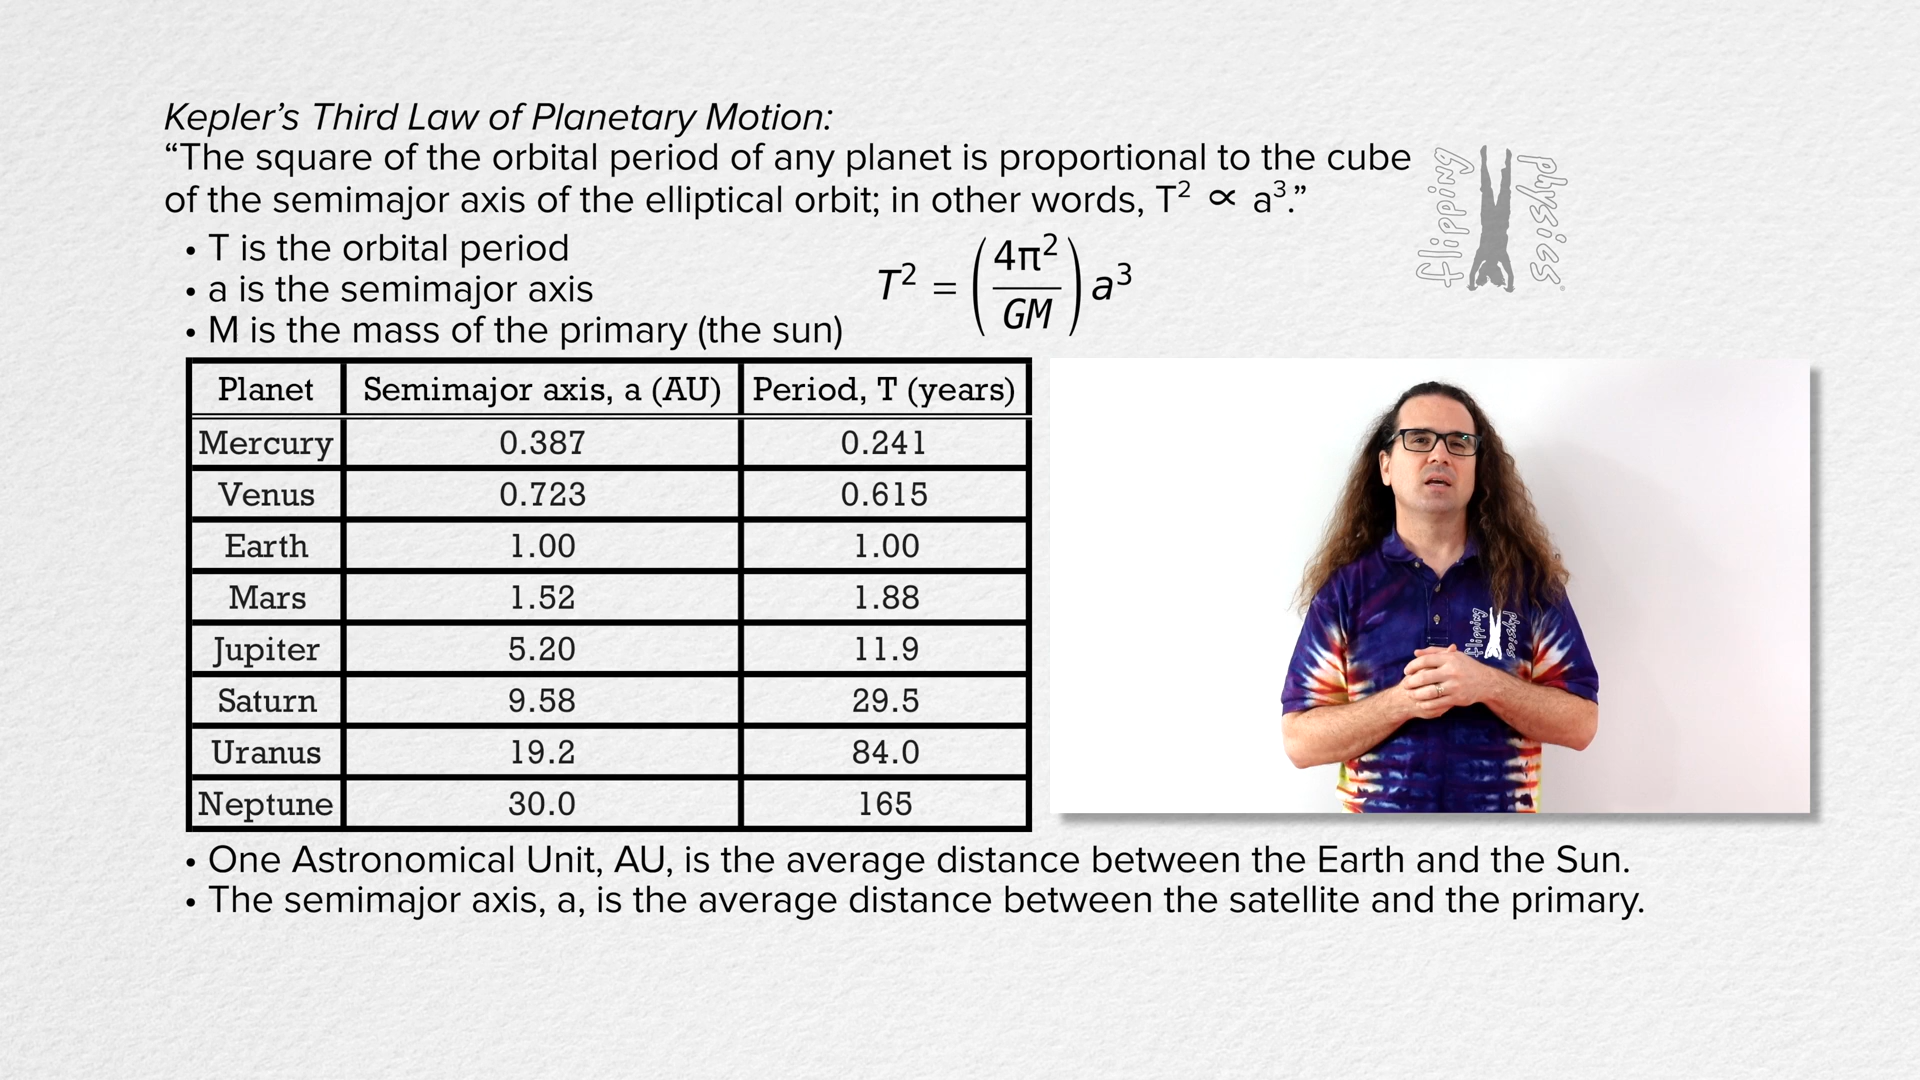 Kepler's Third Law of Planetary Motion:
“The square of the orbital period of any planet is proportional to the cube
of the semimajor axis of the elliptical orbit; in other words, T² ∝ a³.”
• T is the orbital period
• a is the semimajor axis
• M is the mass of the primary (the sun)
T² = (4π²/GM) a³
flipping physics®
Planet Semimajor axis, a (AU) Period, T (years)
Mercury 0.387 0.241
Venus 0.723 0.615
Earth 1.00 1.00
Mars 1.52 1.88
Jupiter 5.20 11.9
Saturn 9.58 29.5
Uranus 19.2 84.0
Neptune 30.0 165
flipping physics
• One Astronomical Unit, AU, is the average distance between the Earth and the Sun.
• The semimajor axis, a, is the average distance between the satellite and the primary.